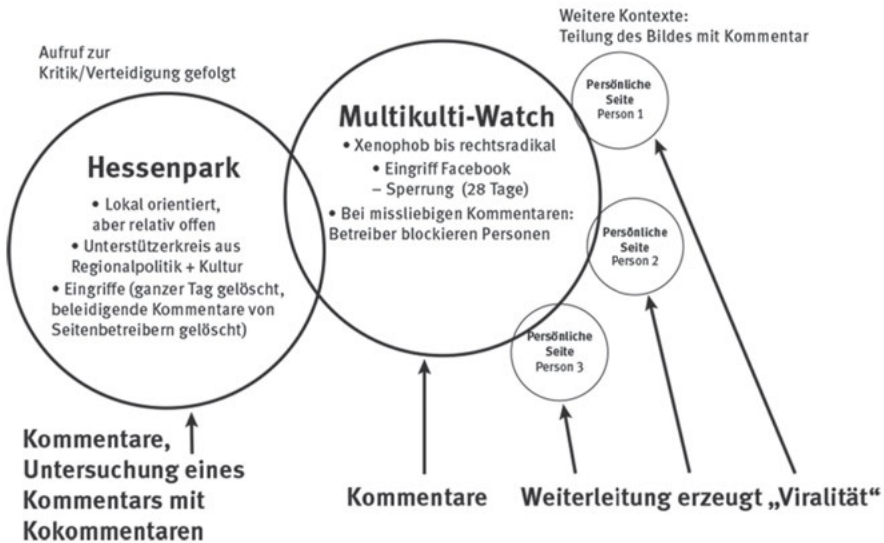 Aufruf zur
Kritik/Verteidigung gefolgt
Hessenpark
• Lokal orientiert,
aber relativ offen
• Unterstützerkreis aus
Regionalpolitik + Kultur
• Eingriffe (ganzer Tag gelöscht,
beleidigende Kommentare von
Seitenbetreibern gelöscht)
Multikulti-Watch
• Xenophob bis rechtsradikal
• Eingriff Facebook
– Sperrung (28 Tage)
• Bei missliebigen Kommentaren:
Betreiber blockieren Personen
Weitere Kontexte:
Teilung des Bildes mit Kommentar
Persönliche
Seite
Person 1
Persönliche
Seite
Person 2
Persönliche
Seite
Person 3
Kommentare,
Untersuchung eines
Kommentars mit
Kokommentaren
Kommentare
Weiterleitung erzeugt „Viralität“